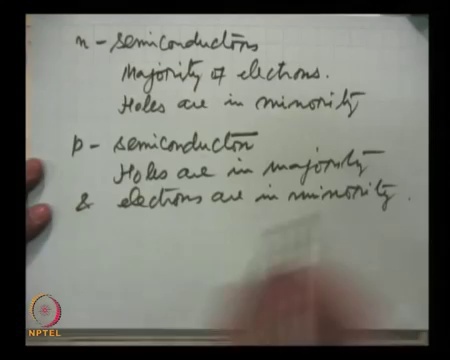 n - semiconductors
Majority of electrons.
Holes are in minority
p - semiconductor
Holes are in majority
& electrons are in minority.
NPTEL